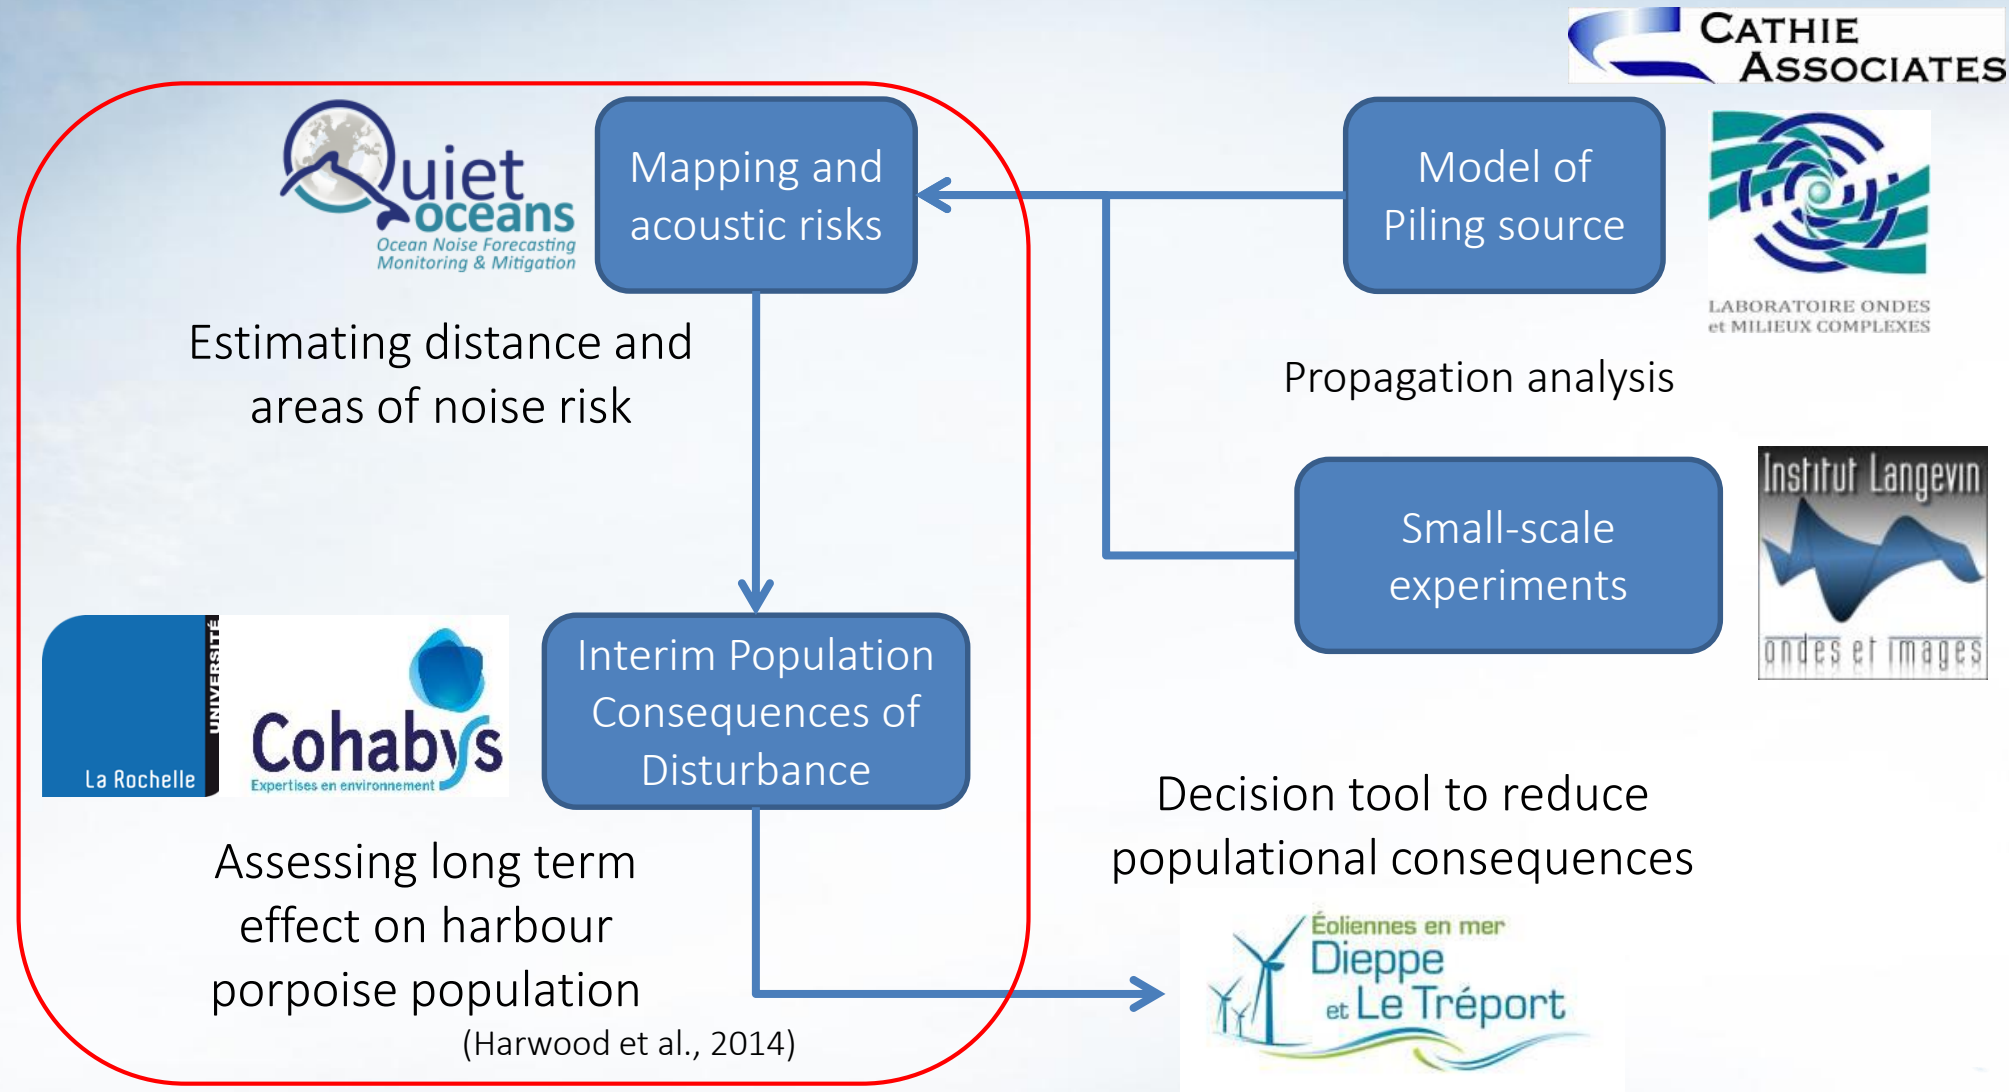 CATHIE
ASSOCIATES
Quiet
oceans
Ocean Noise Forecasting
Monitoring & Mitigation
Mapping and
acoustic risks
Model of
Piling source
LABORATOIRE ONDES
et MILIEUX COMPLEXES
Estimating distance and
areas of noise risk
Propagation analysis
Small-scale
experiments
Institut Langevin
ondes et images
UNIVERSITÉ
La Rochelle
Cohabys
Expertises en environnement
Interim Population
Consequences of
Disturbance
Assessing long term
effect on harbour
porpoise population
(Harwood et al., 2014)
Decision tool to reduce
populational consequences
Éoliennes en mer
Dieppe
et Le Tréport